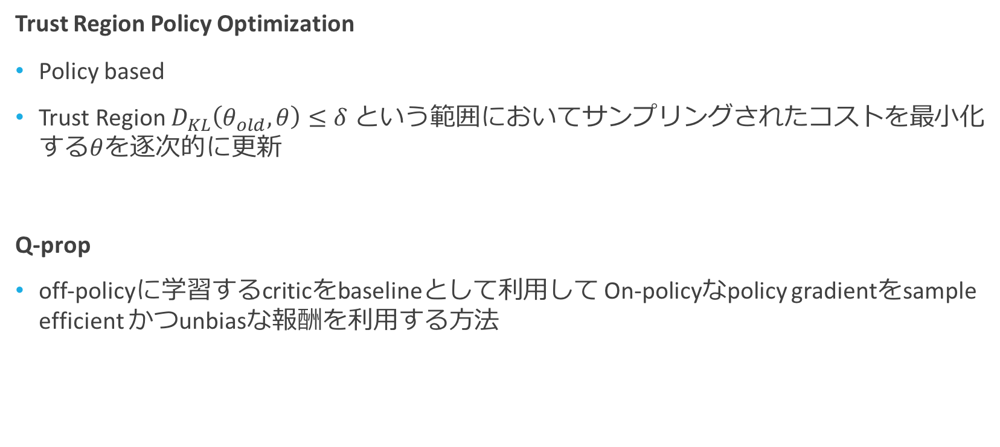 Trust Region Policy Optimization
• Policy based
• Trust Region D_{KL}(θ_{old}, θ) ≤ δ という範囲においてサンプリングされたコストを最小化
するθを逐次的に更新
Q-prop
• off-policyに学習するcriticをbaselineとして利用して On-policyなpolicy gradientをsample
efficient かつunbiasな報酬を利用する方法